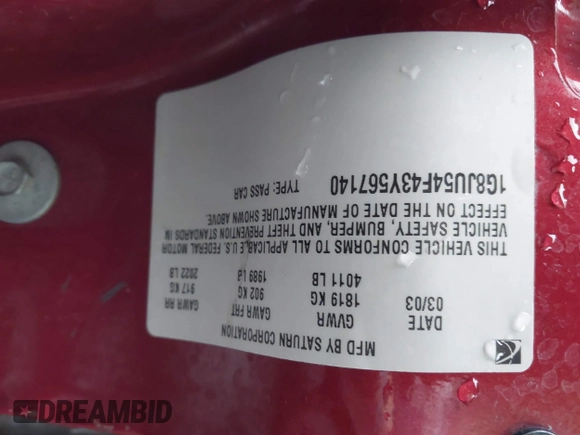 MFD BY SATURN CORPORATION
DATE GVWR GAWR FRT GAWR RR
03/03 1819 KG 902 KG 917 KG
4011 LB 1989 LB 2022 LB
THIS VEHICLE CONFORMS TO ALL APPLICABLE U.S. FEDERAL MOTOR
VEHICLE SAFETY, BUMPER, AND THEFT PREVENTION STANDARDS IN
EFFECT ON THE DATE OF MANUFACTURE SHOWN ABOVE.
1G8JU54F43Y567140 TYPE: PASS CAR
DREAMBID